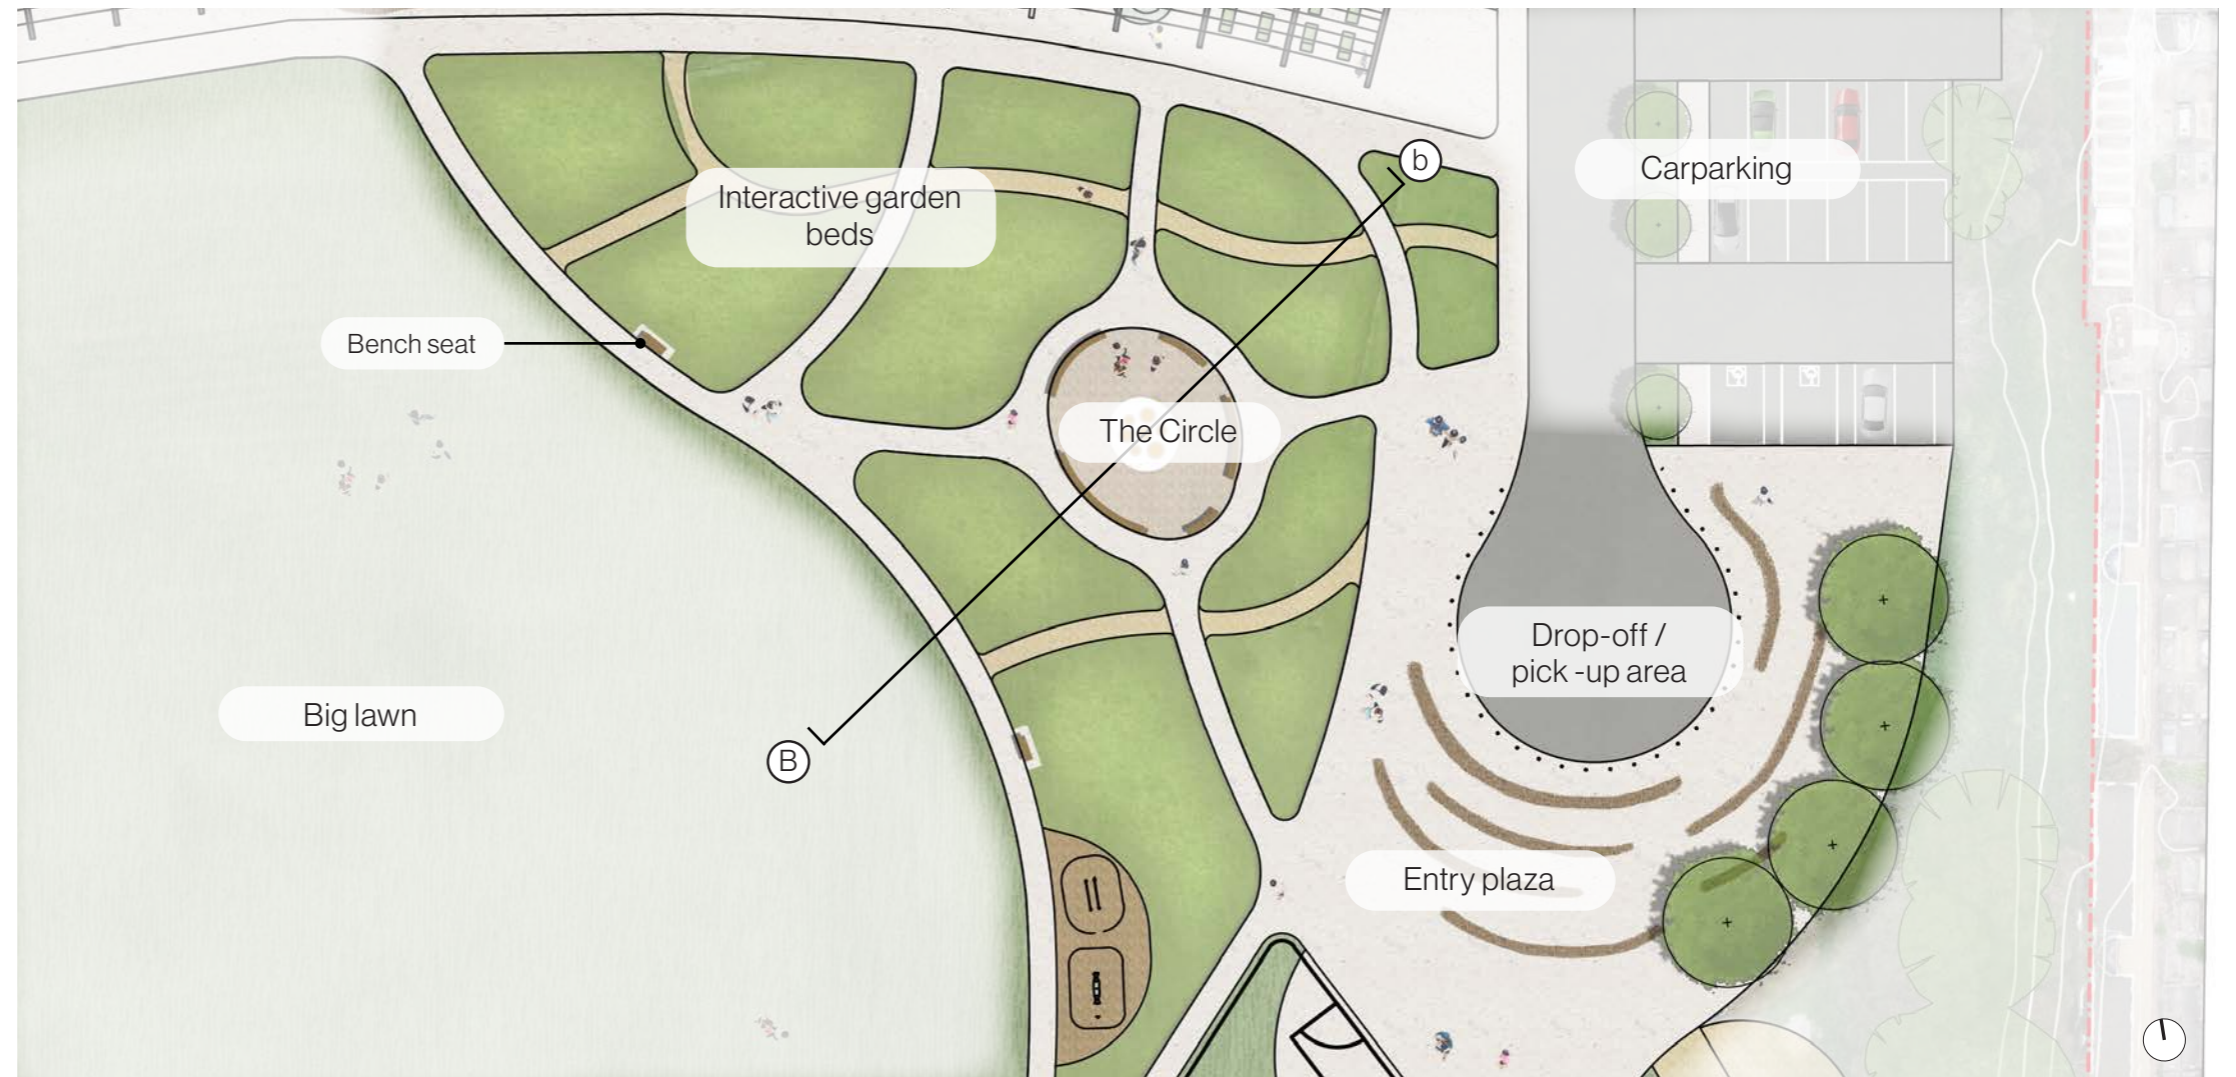 b
Carparking
Interactive garden
beds
Bench seat
The Circle
Drop-off /
pick -up area
Big lawn
B
Entry plaza